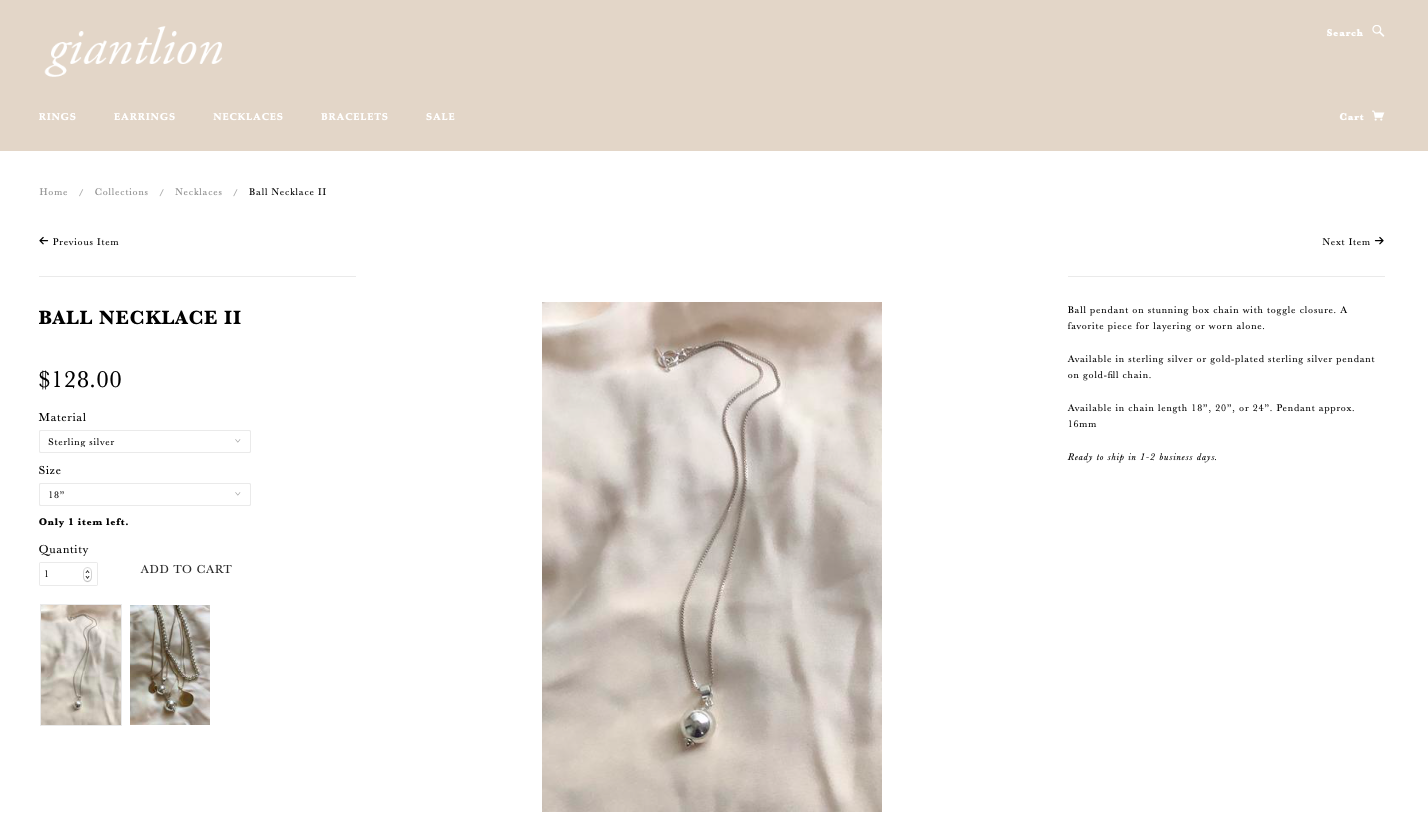 giantlion
Search
RINGS EARRINGS NECKLACES BRACELETS SALE
Cart
Home / Collections / Necklaces / Ball Necklace II
Previous Item
Next Item
BALL NECKLACE II
$128.00
Material
Sterling silver
Size
18”
Only 1 item left.
Quantity
1
ADD TO CART
Ball pendant on stunning box chain with toggle closure. A
favorite piece for layering or worn alone.
Available in sterling silver or gold-plated sterling silver pendant
on gold-fill chain.
Available in chain length 18”, 20”, or 24”. Pendant approx.
16mm
Ready to ship in 1-2 business days.